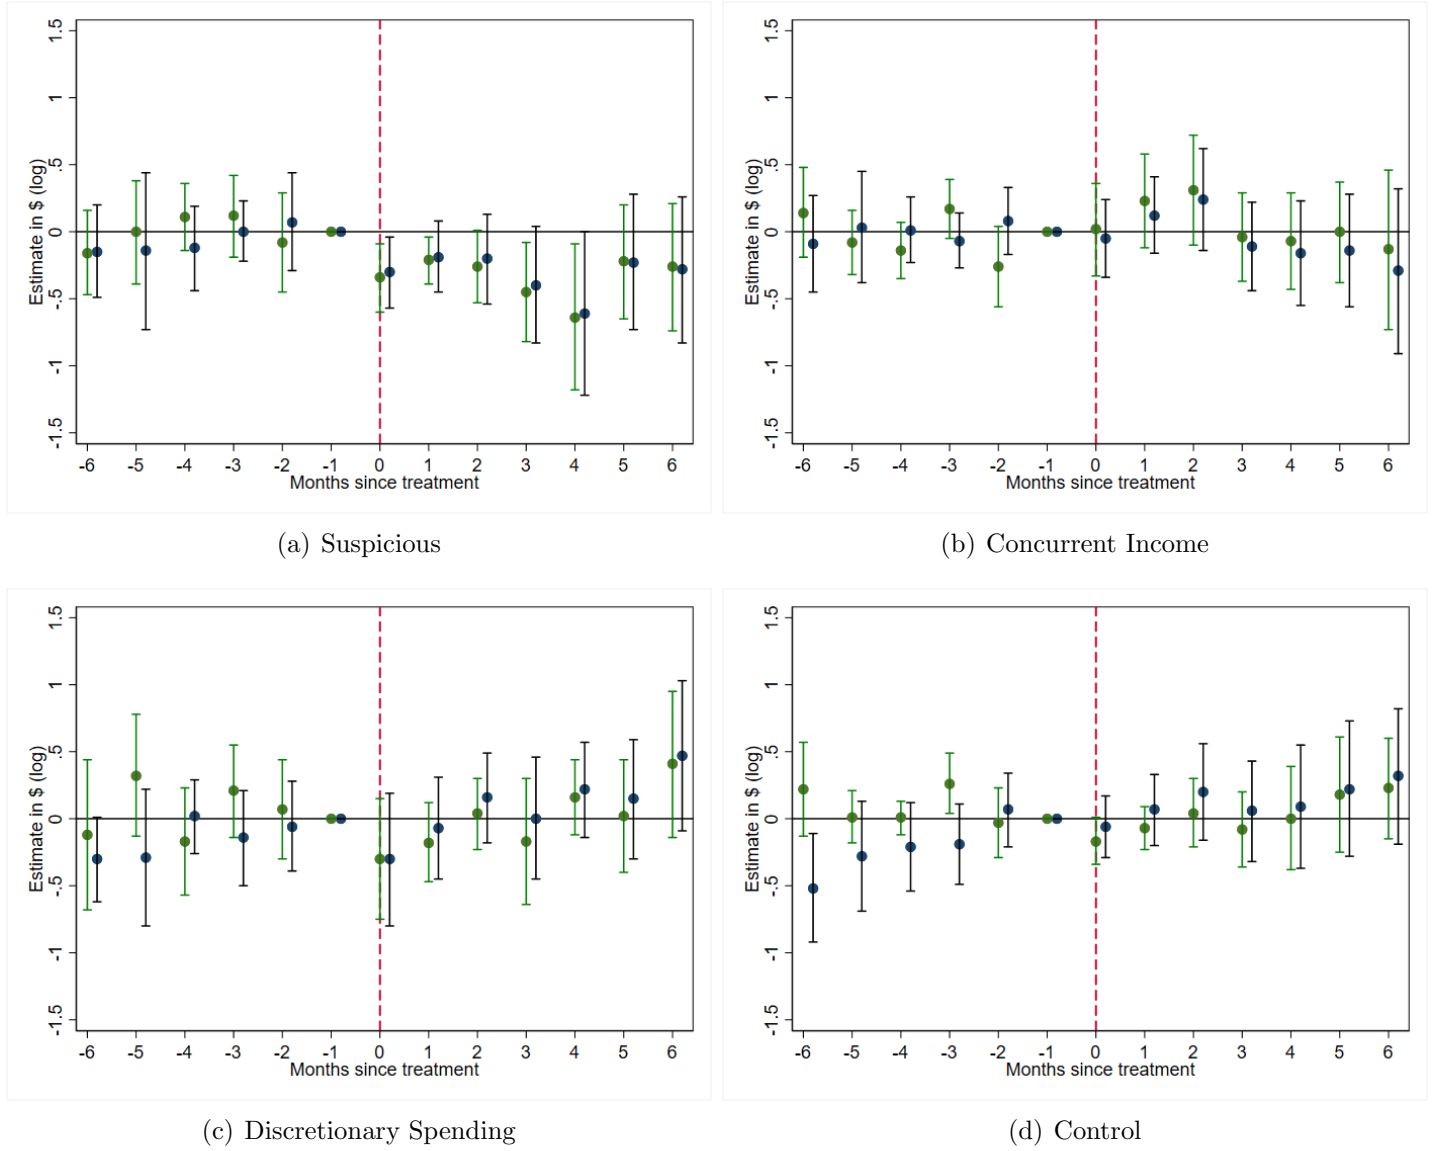 1.5
1
.5
0
-.5
-1
-1.5
Estimate in $ (log)
-6 -5 -4 -3 -2 -1 0 1 2 3 4 5 6
Months since treatment
(a) Suspicious
1.5
1
.5
0
-.5
-1
-1.5
Estimate in $ (log)
-6 -5 -4 -3 -2 -1 0 1 2 3 4 5 6
Months since treatment
(b) Concurrent Income
1.5
1
.5
0
-.5
-1
-1.5
Estimate in $ (log)
-6 -5 -4 -3 -2 -1 0 1 2 3 4 5 6
Months since treatment
(c) Discretionary Spending
1.5
1
.5
0
-.5
-1
-1.5
Estimate in $ (log)
-6 -5 -4 -3 -2 -1 0 1 2 3 4 5 6
Months since treatment
(d) Control